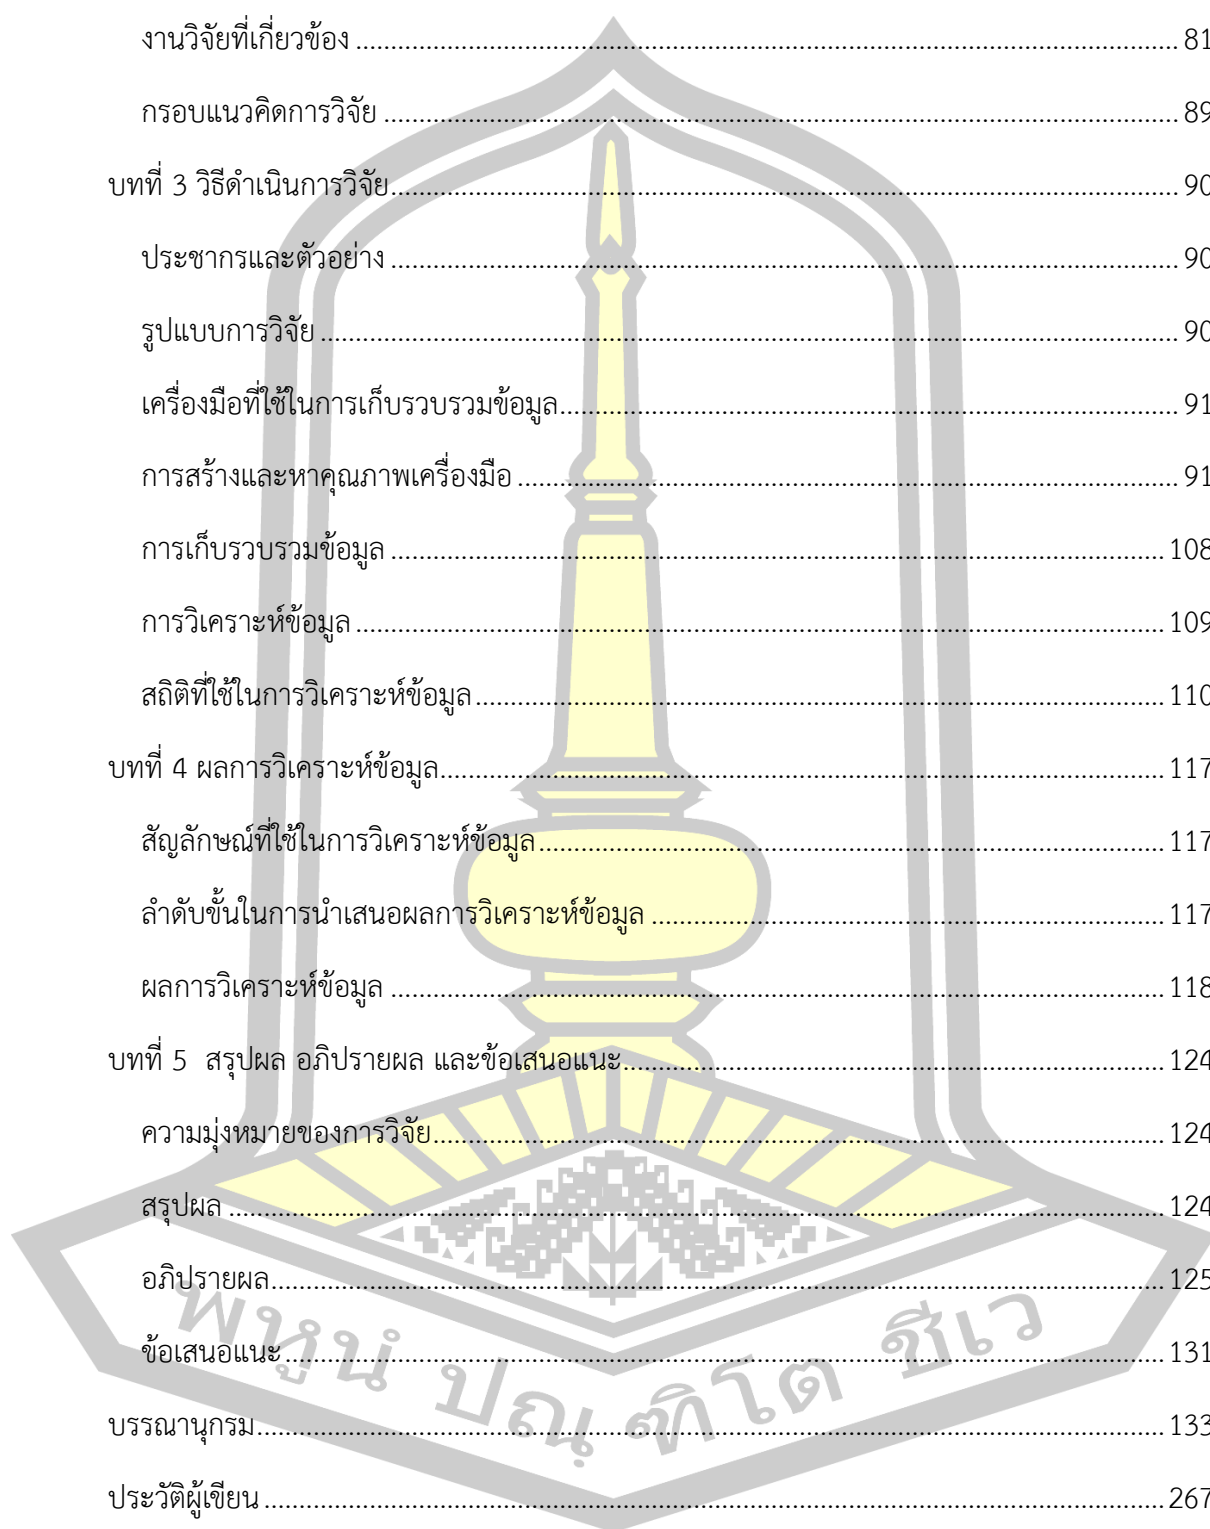 งานวิจัยที่เกี่ยวข้อง ........................................ 81
กรอบแนวคิดการวิจัย ........................................ 89
บทที่ 3 วิธีดำเนินการวิจัย........................................ 90
ประชากรและตัวอย่าง ........................................ 90
รูปแบบการวิจัย ........................................ 90
เครื่องมือที่ใช้ในการเก็บรวบรวมข้อมูล........................................ 91
การสร้างและหาคุณภาพเครื่องมือ ........................................ 91
การเก็บรวบรวมข้อมูล ........................................ 108
การวิเคราะห์ข้อมูล ........................................ 109
สถิติที่ใช้ในการวิเคราะห์ข้อมูล ........................................ 110
บทที่ 4 ผลการวิเคราะห์ข้อมูล........................................ 117
สัญลักษณ์ที่ใช้ในการวิเคราะห์ข้อมูล ........................................ 117
ลำดับขั้นในการนำเสนอผลการวิเคราะห์ข้อมูล ........................................ 117
ผลการวิเคราะห์ข้อมูล ........................................ 118
บทที่ 5  สรุปผล อภิปรายผล และข้อเสนอแนะ........................................ 124
ความมุ่งหมายของการวิจัย........................................ 124
สรุปผล ........................................ 124
อภิปรายผล........................................ 125
ข้อเสนอแนะ........................................ 131
บรรณานุกรม........................................ 133
ประวัติผู้เขียน ........................................ 267
พหูนํ ปณฺฑิโต ชีเว